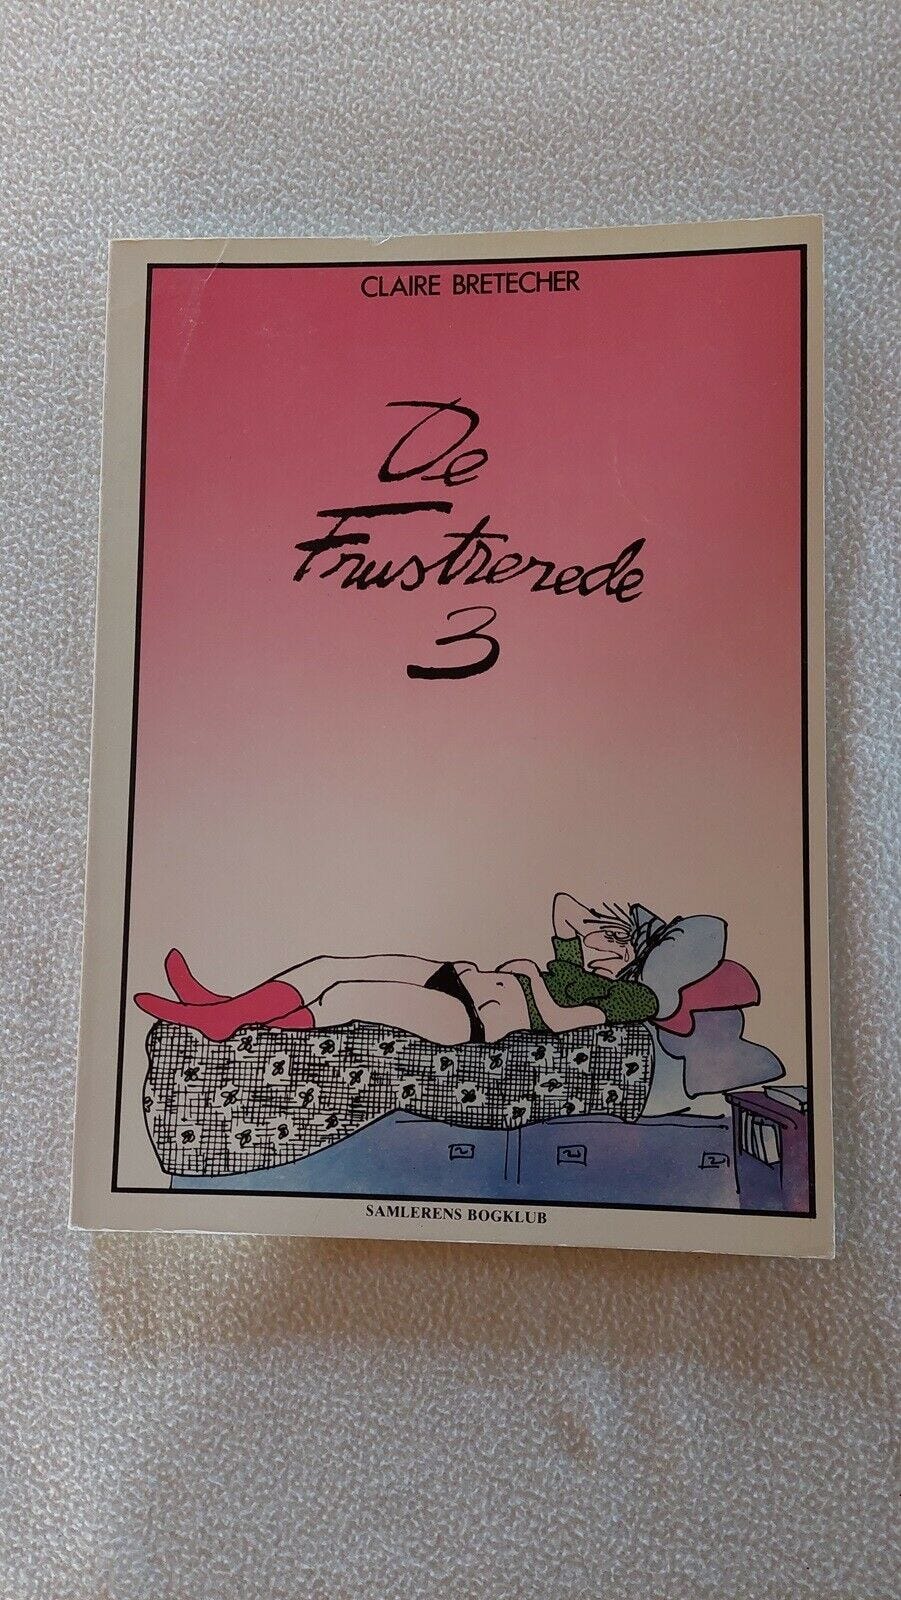 CLAIRE BRETECHER
De
Frustrerede
3
SAMLERENS BOGKLUB